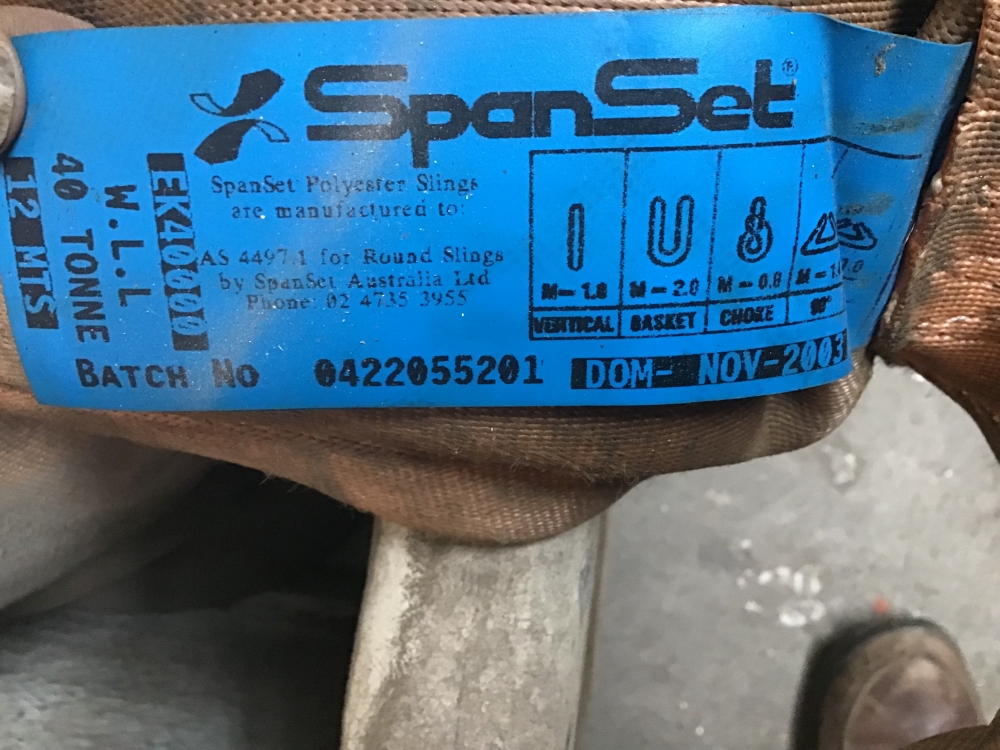 SpanSet®
SpanSet Polyester Slings
are manufactured to:
AS 4497.1 for Round Slings
by SpanSet Australia Ltd
Phone: 02 4735 3955
EK40000
W.L.L
40 TONNE
12 MTS
M-1.0 M-2.0 M-0.8
VERTICAL BASKET CHOKE 90°
BATCH NO 0422055201 DOM- NOV-2003